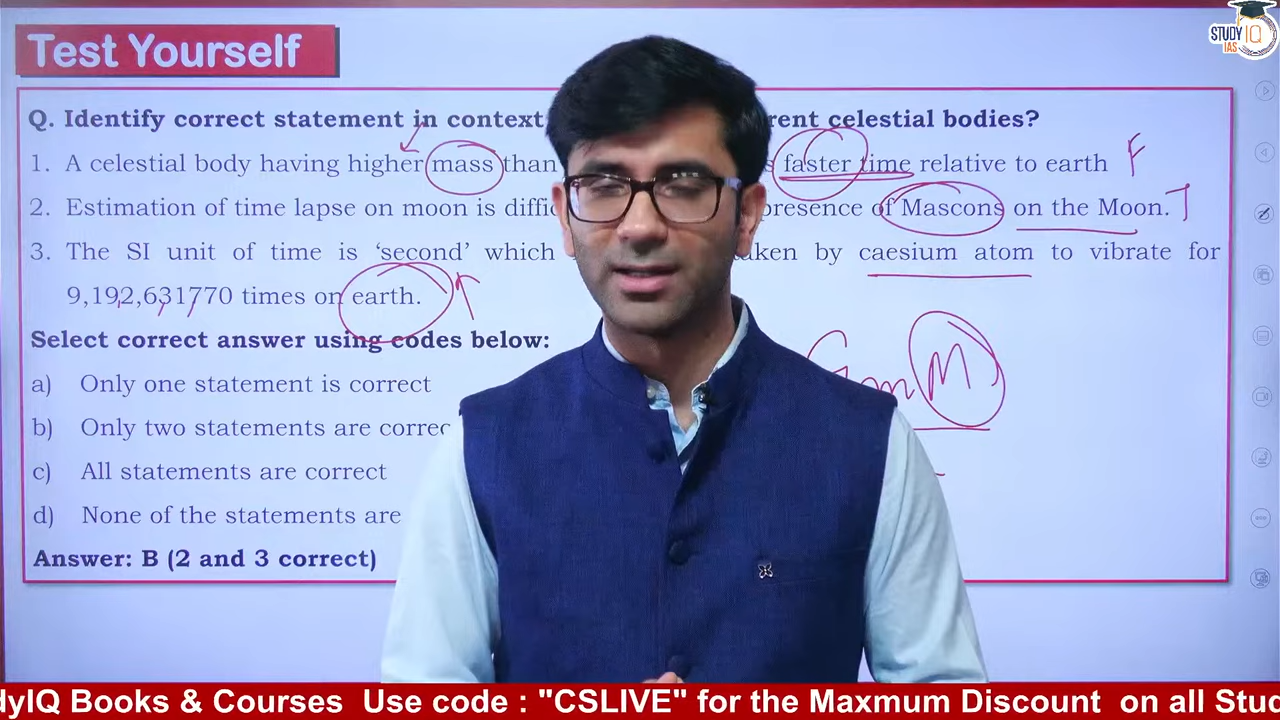 Test Yourself
STUDY IQ
IAS
Q. Identify correct statement in context rent celestial bodies?
1. A celestial body having higher mass than s faster time relative to earth F
2. Estimation of time lapse on moon is diffic presence of Mascons on the Moon. T
3. The SI unit of time is ‘second’ which aken by caesium atom to vibrate for
9,192,631770 times on earth.
Select correct answer using codes below:
a) Only one statement is correct
b) Only two statements are correc
c) All statements are correct
d) None of the statements are
Answer: B (2 and 3 correct)
GmM
dyIQ Books & Courses Use code : "CSLIVE" for the Maxmum Discount on all Stud